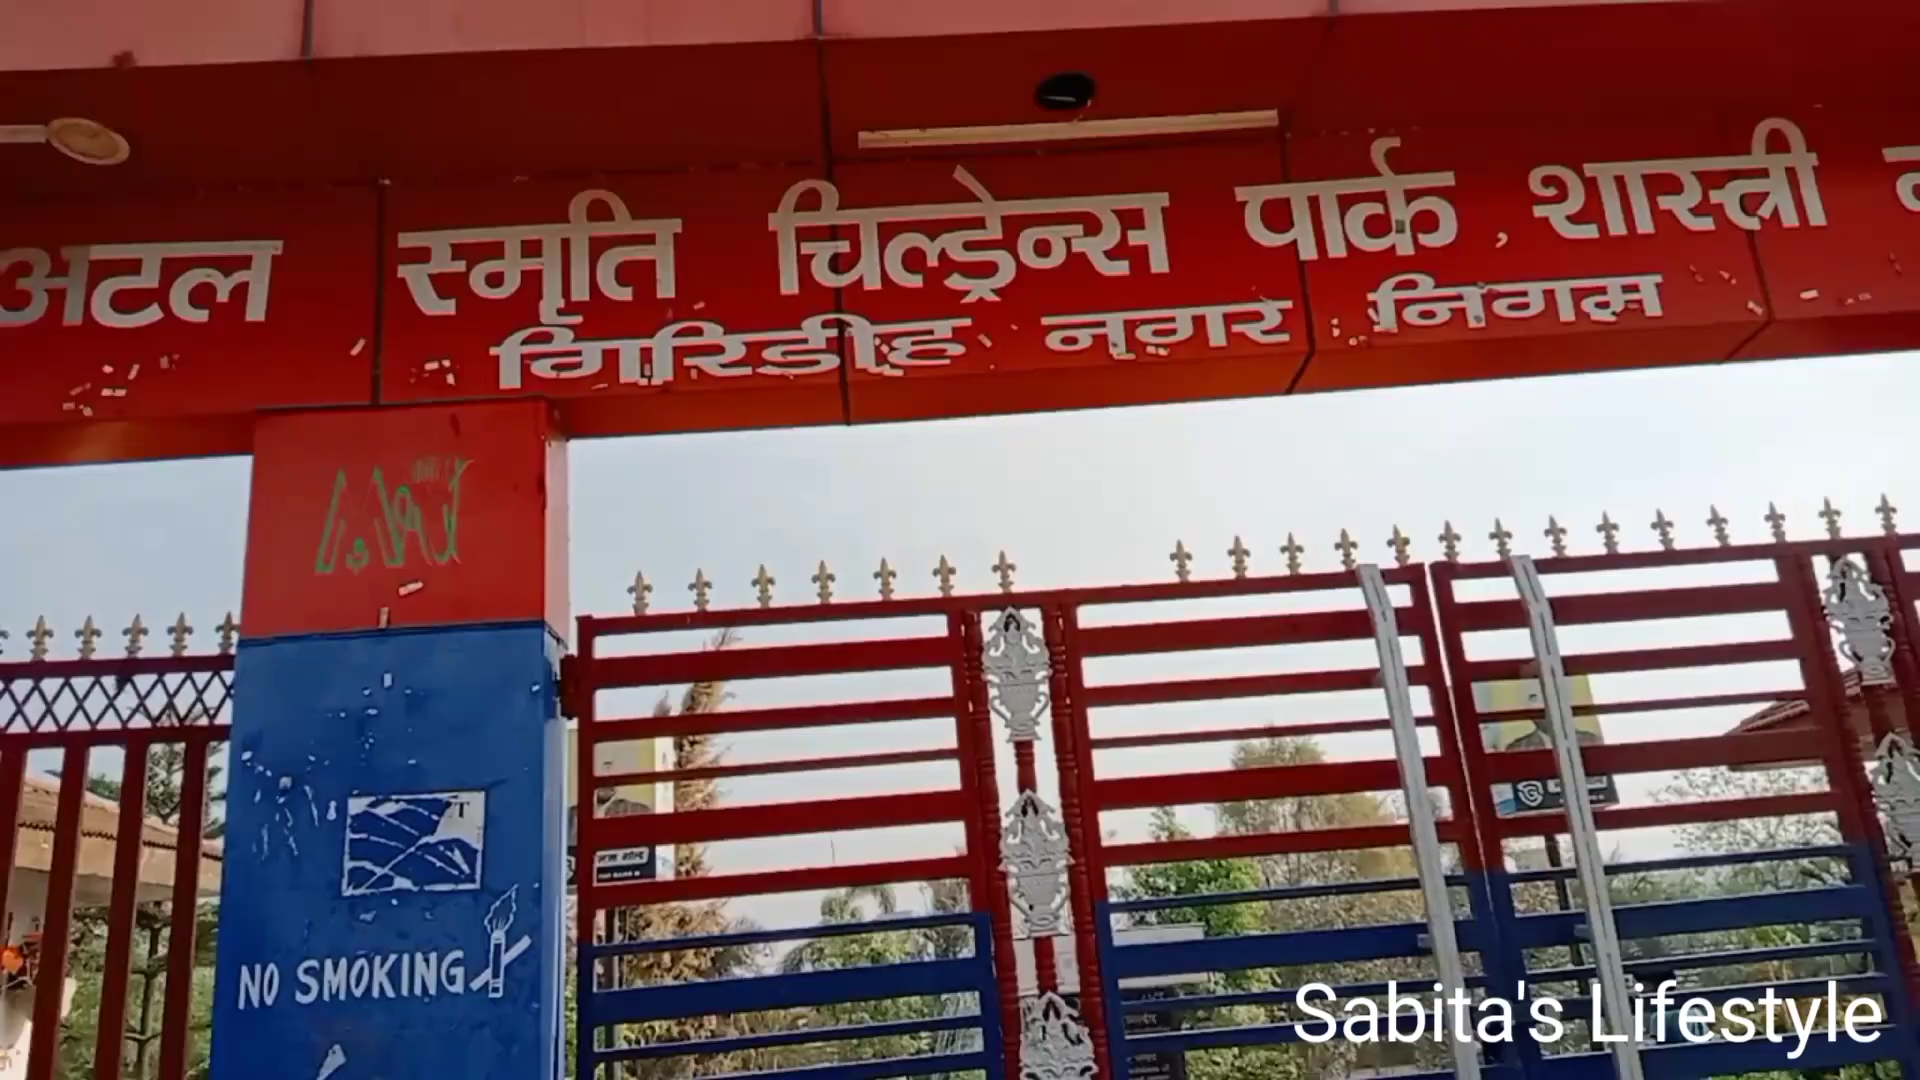 अटल स्मृति चिल्ड्रेन्स पार्क, शास्त्री
गिरिडीह नगर निगम
NO SMOKING
Sabita's Lifestyle